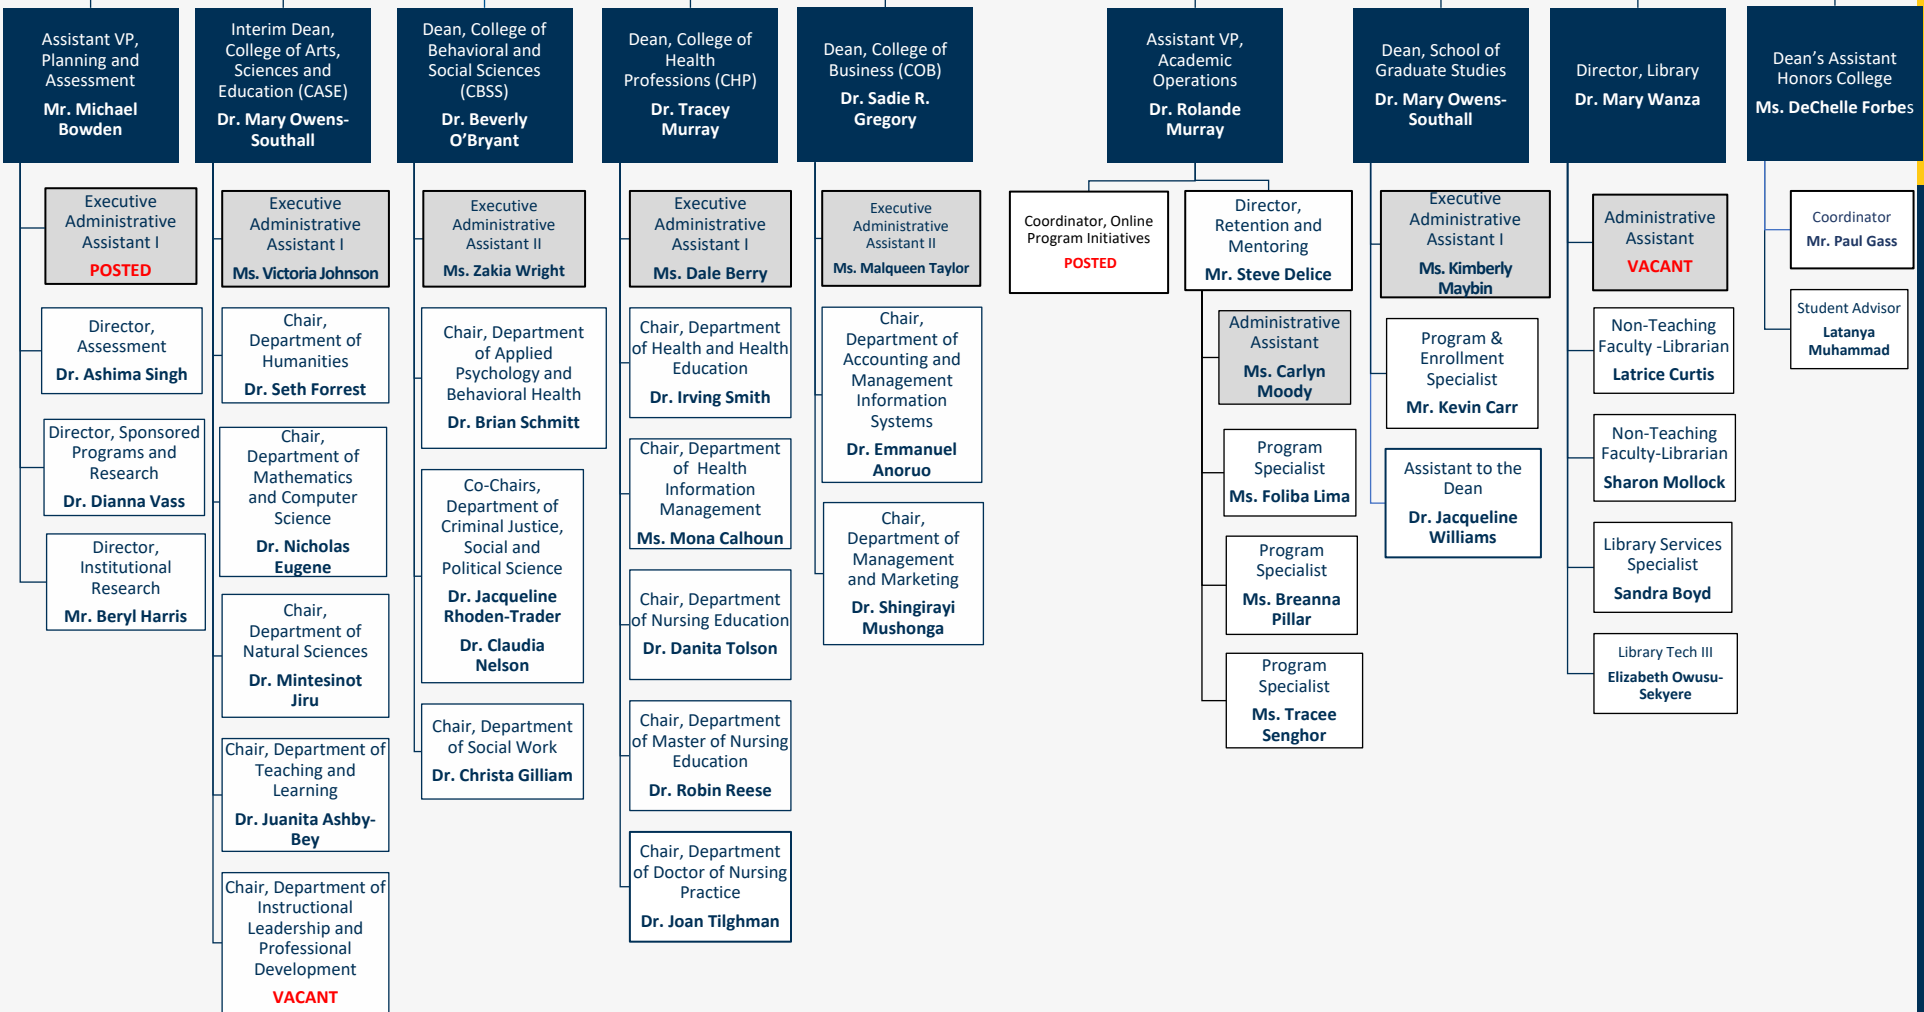 Assistant VP,
Planning and
Assessment
Mr. Michael
Bowden
Executive
Administrative
Assistant I
POSTED
Director,
Assessment
Dr. Ashima Singh
Director, Sponsored
Programs and
Research
Dr. Dianna Vass
Director,
Institutional
Research
Mr. Beryl Harris
Interim Dean,
College of Arts,
Sciences and
Education (CASE)
Dr. Mary Owens-
Southall
Executive
Administrative
Assistant I
Ms. Victoria Johnson
Chair,
Department of
Humanities
Dr. Seth Forrest
Chair,
Department of
Mathematics
and Computer
Science
Dr. Nicholas
Eugene
Chair,
Department of
Natural Sciences
Dr. Mintesinot
Jiru
Chair, Department of
Teaching and
Learning
Dr. Juanita Ashby-
Bey
Chair, Department of
Instructional
Leadership and
Professional
Development
VACANT
Dean, College of
Behavioral and
Social Sciences
(CBSS)
Dr. Beverly
O’Bryant
Executive
Administrative
Assistant II
Ms. Zakia Wright
Chair, Department
of Applied
Psychology and
Behavioral Health
Dr. Brian Schmitt
Co-Chairs,
Department of
Criminal Justice,
Social and
Political Science
Dr. Jacqueline
Rhoden-Trader
Dr. Claudia
Nelson
Chair, Department
of Social Work
Dr. Christa Gilliam
Dean, College of
Health
Professions (CHP)
Dr. Tracey
Murray
Executive
Administrative
Assistant I
Ms. Dale Berry
Chair, Department
of Health and Health
Education
Dr. Irving Smith
Chair, Department
of Health
Information
Management
Ms. Mona Calhoun
Chair, Department
of Nursing Education
Dr. Danita Tolson
Chair, Department
of Master of Nursing
Education
Dr. Robin Reese
Chair, Department
of Doctor of Nursing
Practice
Dr. Joan Tilghman
Dean, College of
Business (COB)
Dr. Sadie R.
Gregory
Executive
Administrative
Assistant II
Ms. Malqueen Taylor
Chair,
Department of
Accounting and
Management
Information
Systems
Dr. Emmanuel
Anoruo
Chair,
Department of
Management
and Marketing
Dr. Shingirayi
Mushonga
Assistant VP,
Academic
Operations
Dr. Rolande
Murray
Coordinator, Online
Program Initiatives
POSTED
Director,
Retention and
Mentoring
Mr. Steve Delice
Administrative
Assistant
Ms. Carlyn
Moody
Program
Specialist
Ms. Foliba Lima
Program
Specialist
Ms. Breanna
Pillar
Program
Specialist
Ms. Tracee
Senghor
Dean, School of
Graduate Studies
Dr. Mary Owens-
Southall
Executive
Administrative
Assistant I
Ms. Kimberly
Maybin
Program &
Enrollment
Specialist
Mr. Kevin Carr
Assistant to the
Dean
Dr. Jacqueline
Williams
Director, Library
Dr. Mary Wanza
Administrative
Assistant
VACANT
Non-Teaching
Faculty -Librarian
Latrice Curtis
Non-Teaching
Faculty-Librarian
Sharon Mollock
Library Services
Specialist
Sandra Boyd
Library Tech III
Elizabeth Owusu-
Sekyere
Dean’s Assistant
Honors College
Ms. DeChelle Forbes
Coordinator
Mr. Paul Gass
Student Advisor
Latanya
Muhammad